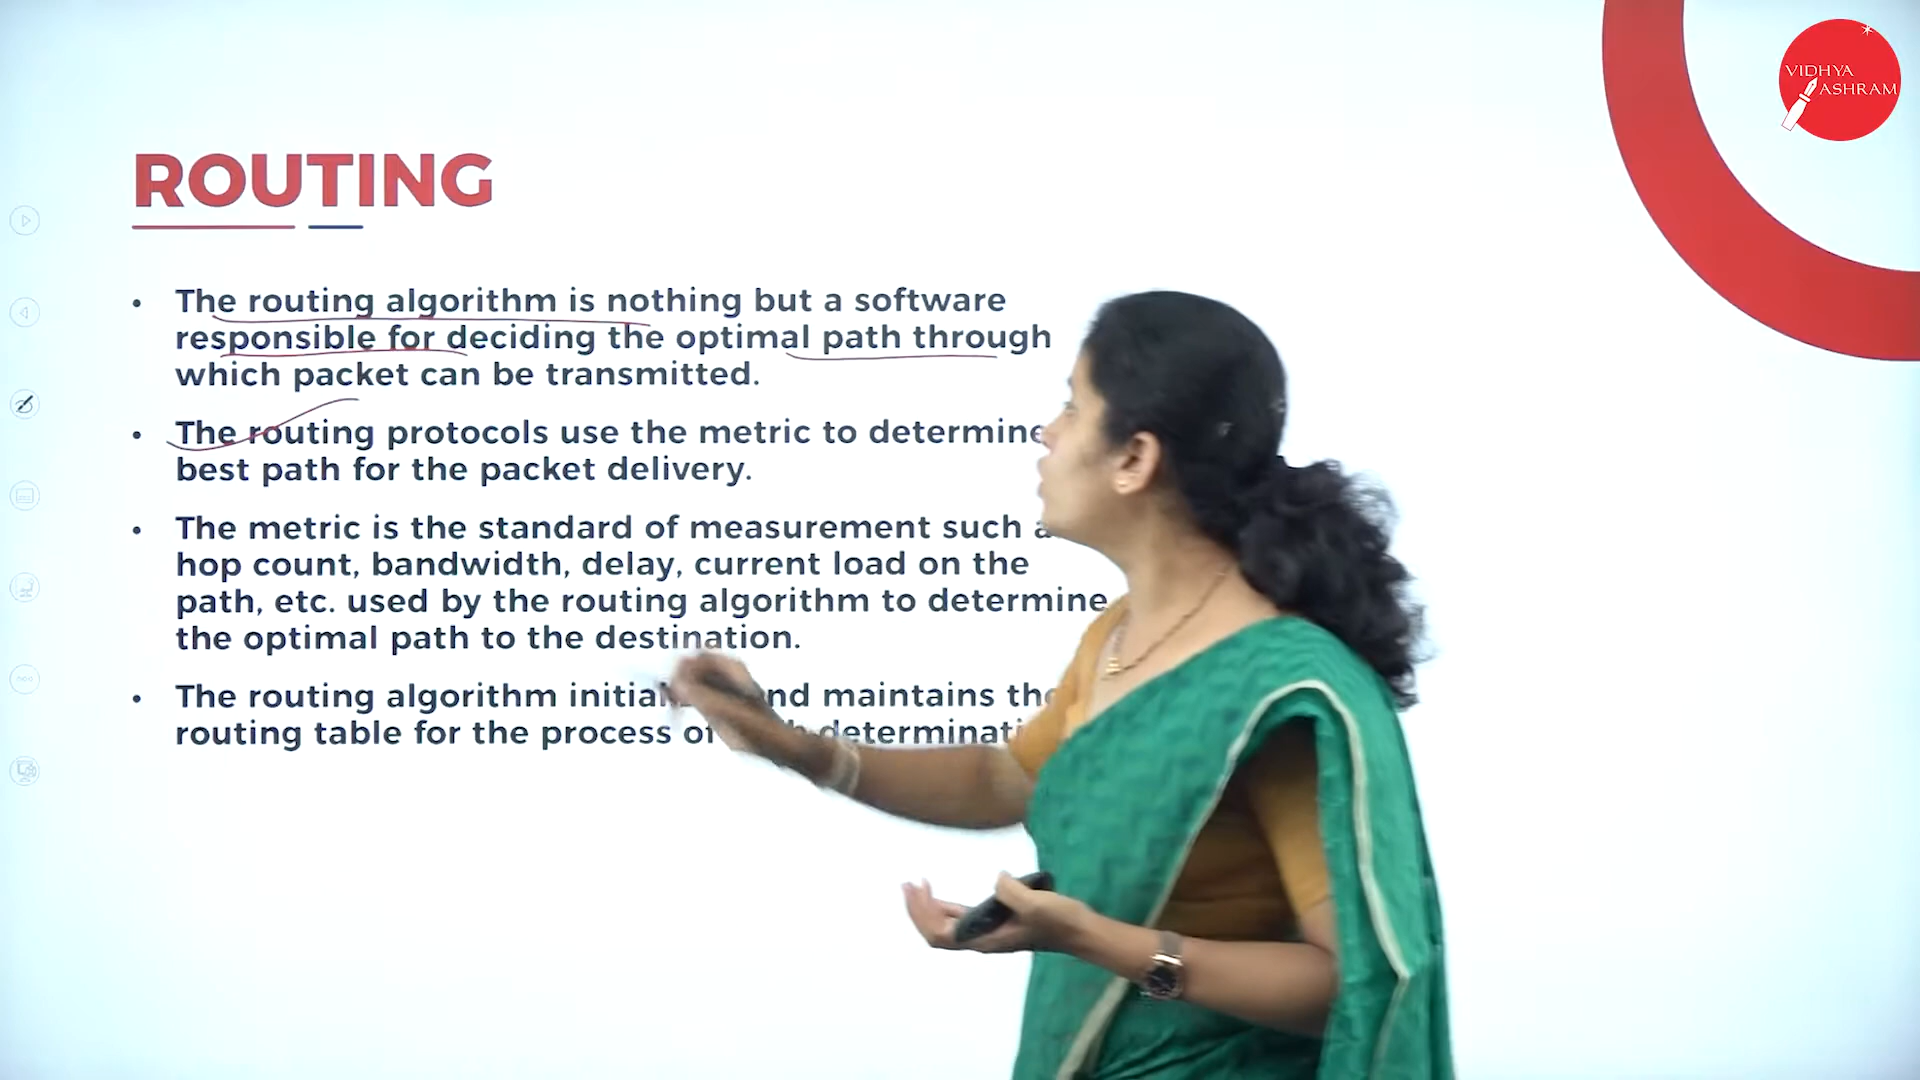 VIDHYA
ASHRAM
ROUTING
• The routing algorithm is nothing but a software
responsible for deciding the optimal path through
which packet can be transmitted.
• The routing protocols use the metric to determine
best path for the packet delivery.
• The metric is the standard of measurement such
hop count, bandwidth, delay, current load on the
path, etc. used by the routing algorithm to determine
the optimal path to the destination.
• The routing algorithm and maintains the
routing table for the process of